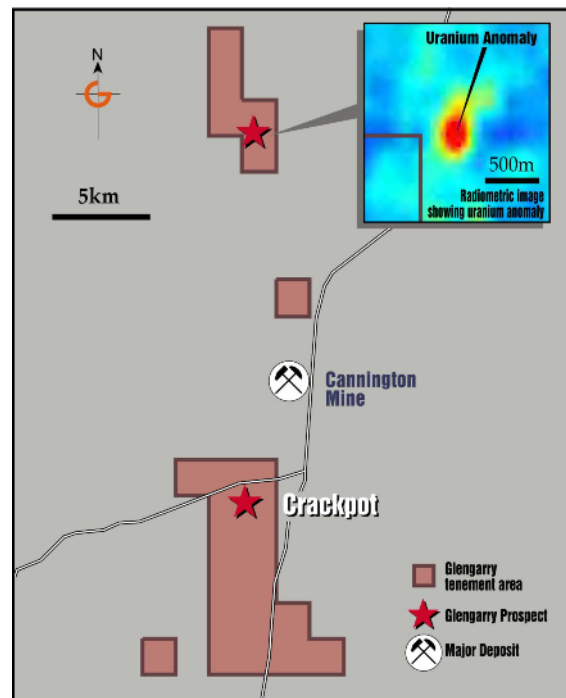 N
5km
Uranium Anomaly
500m
Radiometric image
showing uranium anomaly
Cannington
Mine
Crackpot
Glengarry
tenement area
Glengarry Prospect
Major Deposit